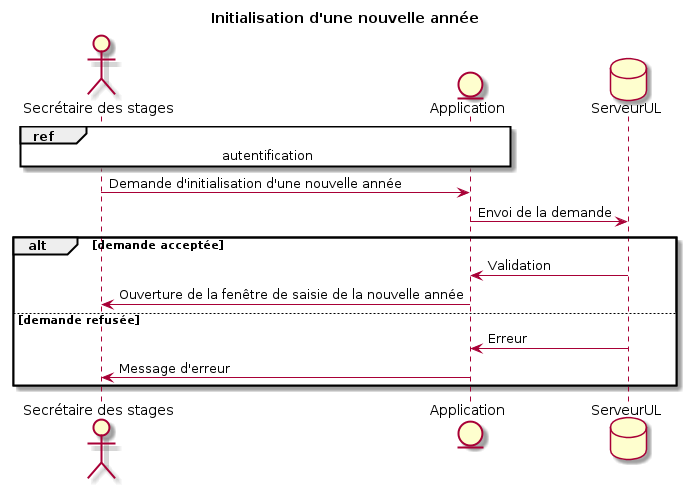 Initialisation d'une nouvelle année
Secrétaire des stages
Application
ServeurUL
ref
autentification
Demande d'initialisation d'une nouvelle année
Envoi de la demande
alt
[demande acceptée]
Validation
Ouverture de la fenêtre de saisie de la nouvelle année
[demande refusée]
Erreur
Message d'erreur
Secrétaire des stages
Application
ServeurUL